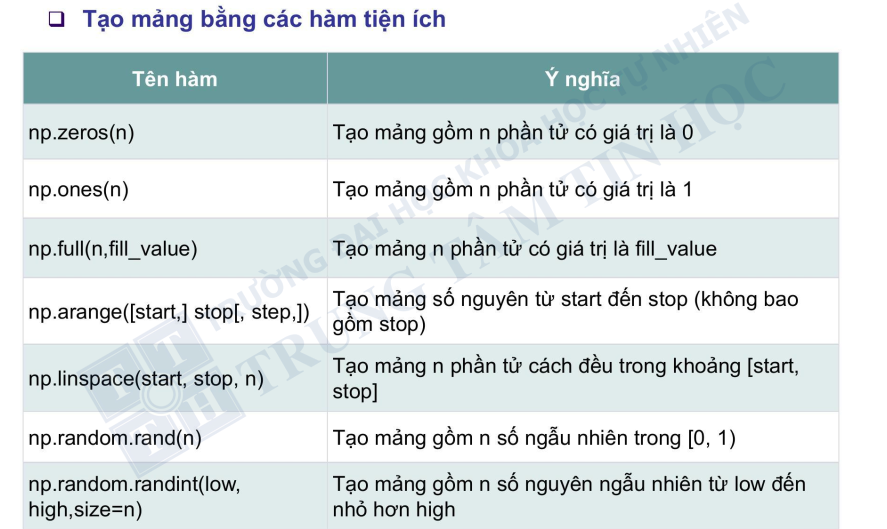 Tạo mảng bằng các hàm tiện ích
Tên hàm
Ý nghĩa
np.zeros(n)
Tạo mảng gồm n phần tử có giá trị là 0
np.ones(n)
Tạo mảng gồm n phần tử có giá trị là 1
np.full(n,fill_value)
Tạo mảng n phần tử có giá trị là fill_value
np.arange([start,] stop[, step,])
Tạo mảng số nguyên từ start đến stop (không bao
gồm stop)
np.linspace(start, stop, n)
Tạo mảng n phần tử cách đều trong khoảng [start,
stop]
np.random.rand(n)
Tạo mảng gồm n số ngẫu nhiên trong [0, 1)
np.random.randint(low,
high,size=n)
Tạo mảng gồm n số nguyên ngẫu nhiên từ low đến
nhỏ hơn high
TRƯỜNG ĐẠI HỌC KHOA HỌC TỰ NHIÊN
TRUNG TÂM TIN HỌC